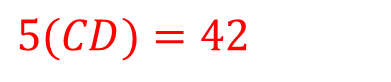 5(CD) = 42